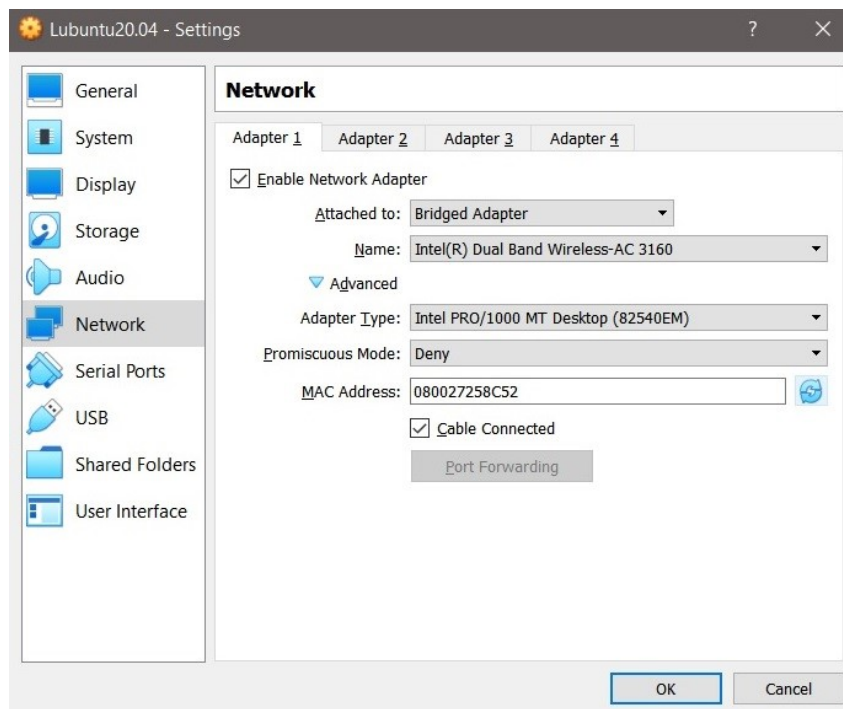 Lubuntu20.04 - Settings ?
General
System
Display
Storage
Audio
Network
Serial Ports
USB
Shared Folders
User Interface
Network
Adapter 1 Adapter 2 Adapter 3 Adapter 4
Enable Network Adapter
Attached to: Bridged Adapter
Name: Intel(R) Dual Band Wireless-AC 3160
Advanced
Adapter Type: Intel PRO/1000 MT Desktop (82540EM)
Promiscuous Mode: Deny
MAC Address: 080027258C52
Cable Connected
Port Forwarding
OK Cancel